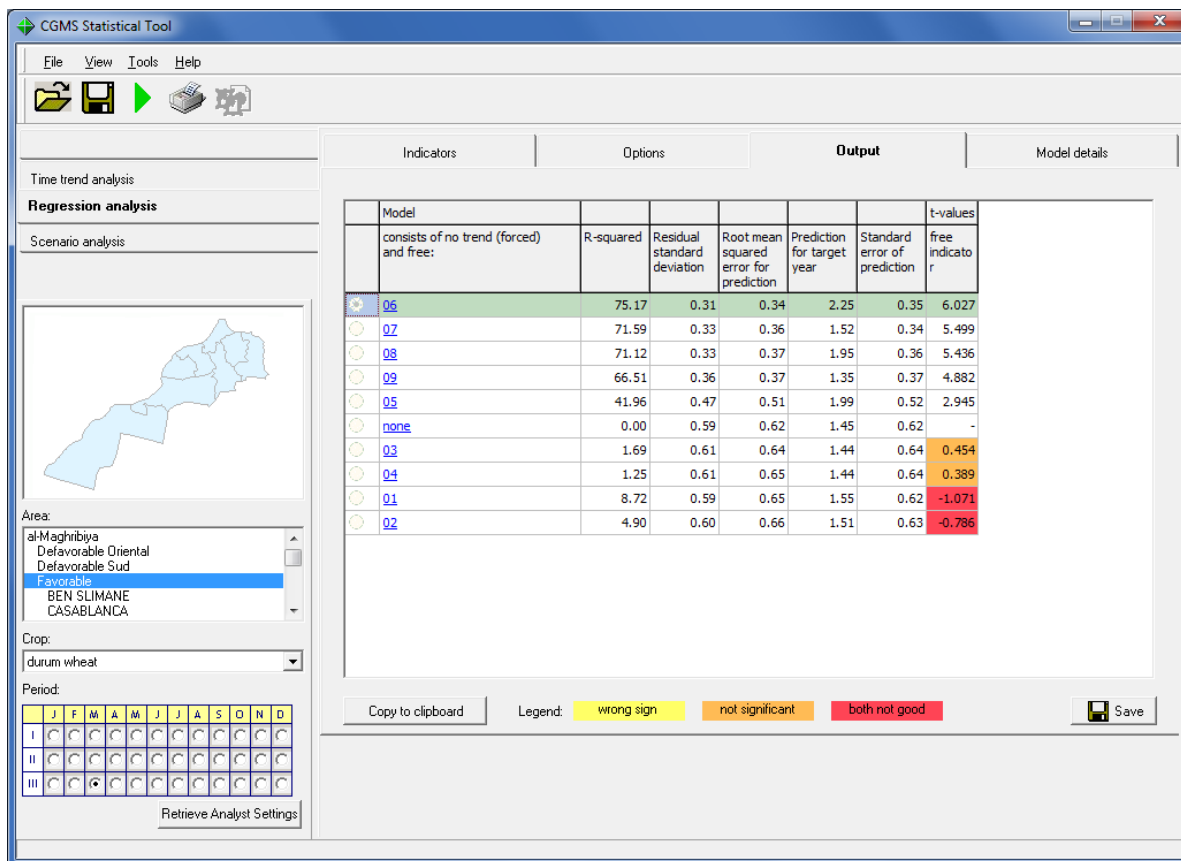 CGMS Statistical Tool
File View Tools Help
Indicators Options Output Model details
Time trend analysis
Regression analysis
Scenario analysis
Model t-values
consists of no trend (forced) and free: R-squared Residual standard deviation Root mean squared error for prediction Prediction for target year Standard error of prediction free indicato r
06 75.17 0.31 0.34 2.25 0.35 6.027
07 71.59 0.33 0.36 1.52 0.34 5.499
08 71.12 0.33 0.37 1.95 0.36 5.436
09 66.51 0.36 0.37 1.35 0.37 4.882
05 41.96 0.47 0.51 1.99 0.52 2.945
none 0.00 0.59 0.62 1.45 0.62 -
03 1.69 0.61 0.64 1.44 0.64 0.454
04 1.25 0.61 0.65 1.44 0.64 0.389
01 8.72 0.59 0.65 1.55 0.62 -1.071
02 4.90 0.60 0.66 1.51 0.63 -0.786
Area:
al-Maghribiya
Defavorable Oriental
Defavorable Sud
Favorable
BEN SLIMANE
CASABLANCA
Crop:
durum wheat
Period:
J F M A M J J A S O N D
I
II
III
Retrieve Analyst Settings
Copy to clipboard Legend: wrong sign not significant both not good Save